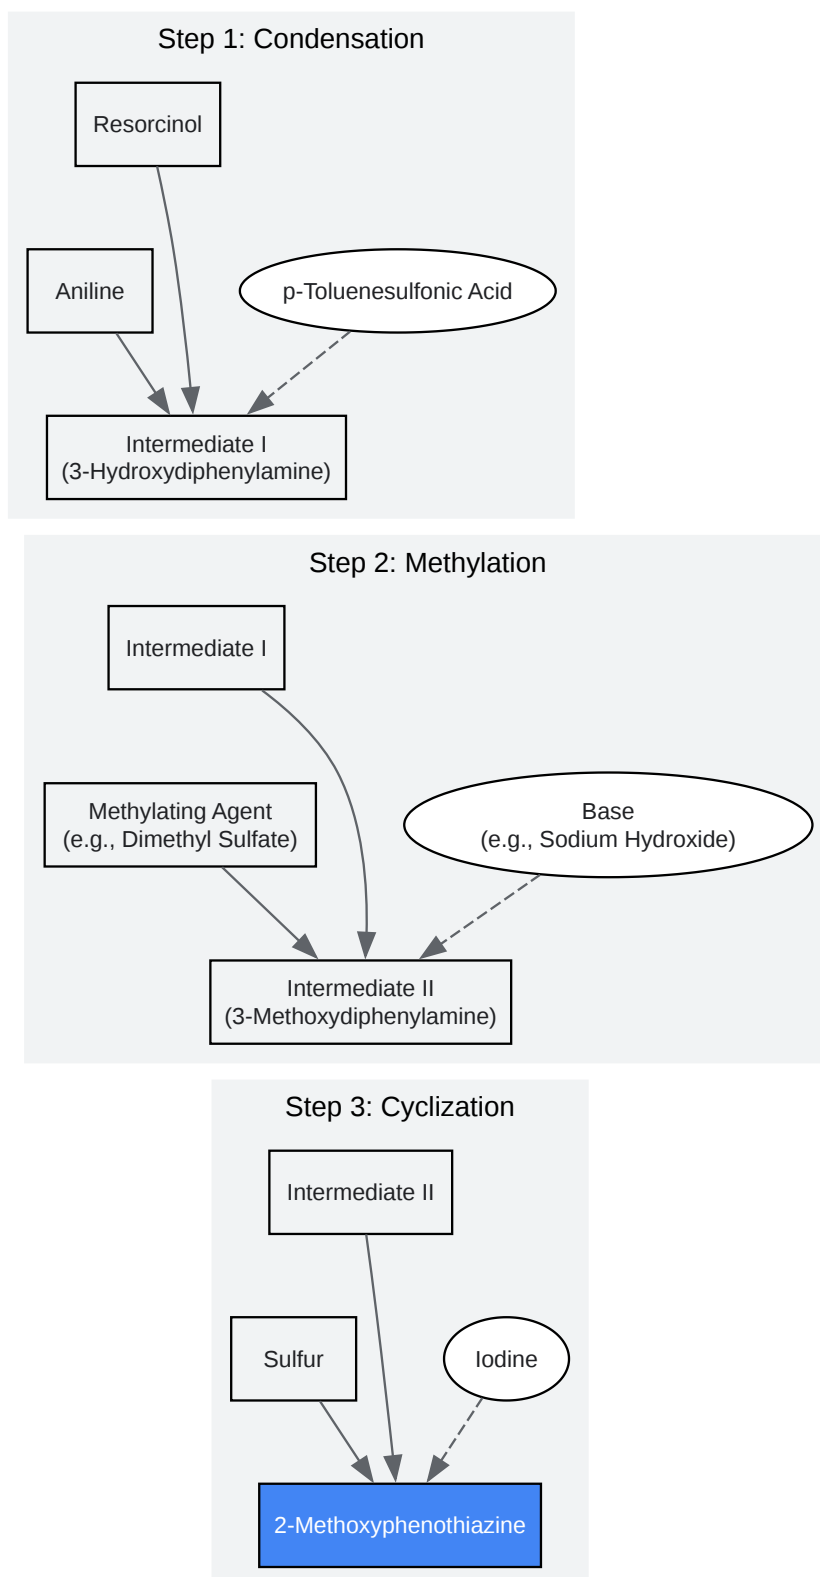 Step 1: Condensation
Resorcinol
Aniline
p-Toluenesulfonic Acid
Intermediate I
(3-Hydroxydiphenylamine)
Step 2: Methylation
Intermediate I
Methylating Agent
(e.g., Dimethyl Sulfate)
Base
(e.g., Sodium Hydroxide)
Intermediate II
(3-Methoxydiphenylamine)
Step 3: Cyclization
Intermediate II
Sulfur
Iodine
2-Methoxyphenothiazine